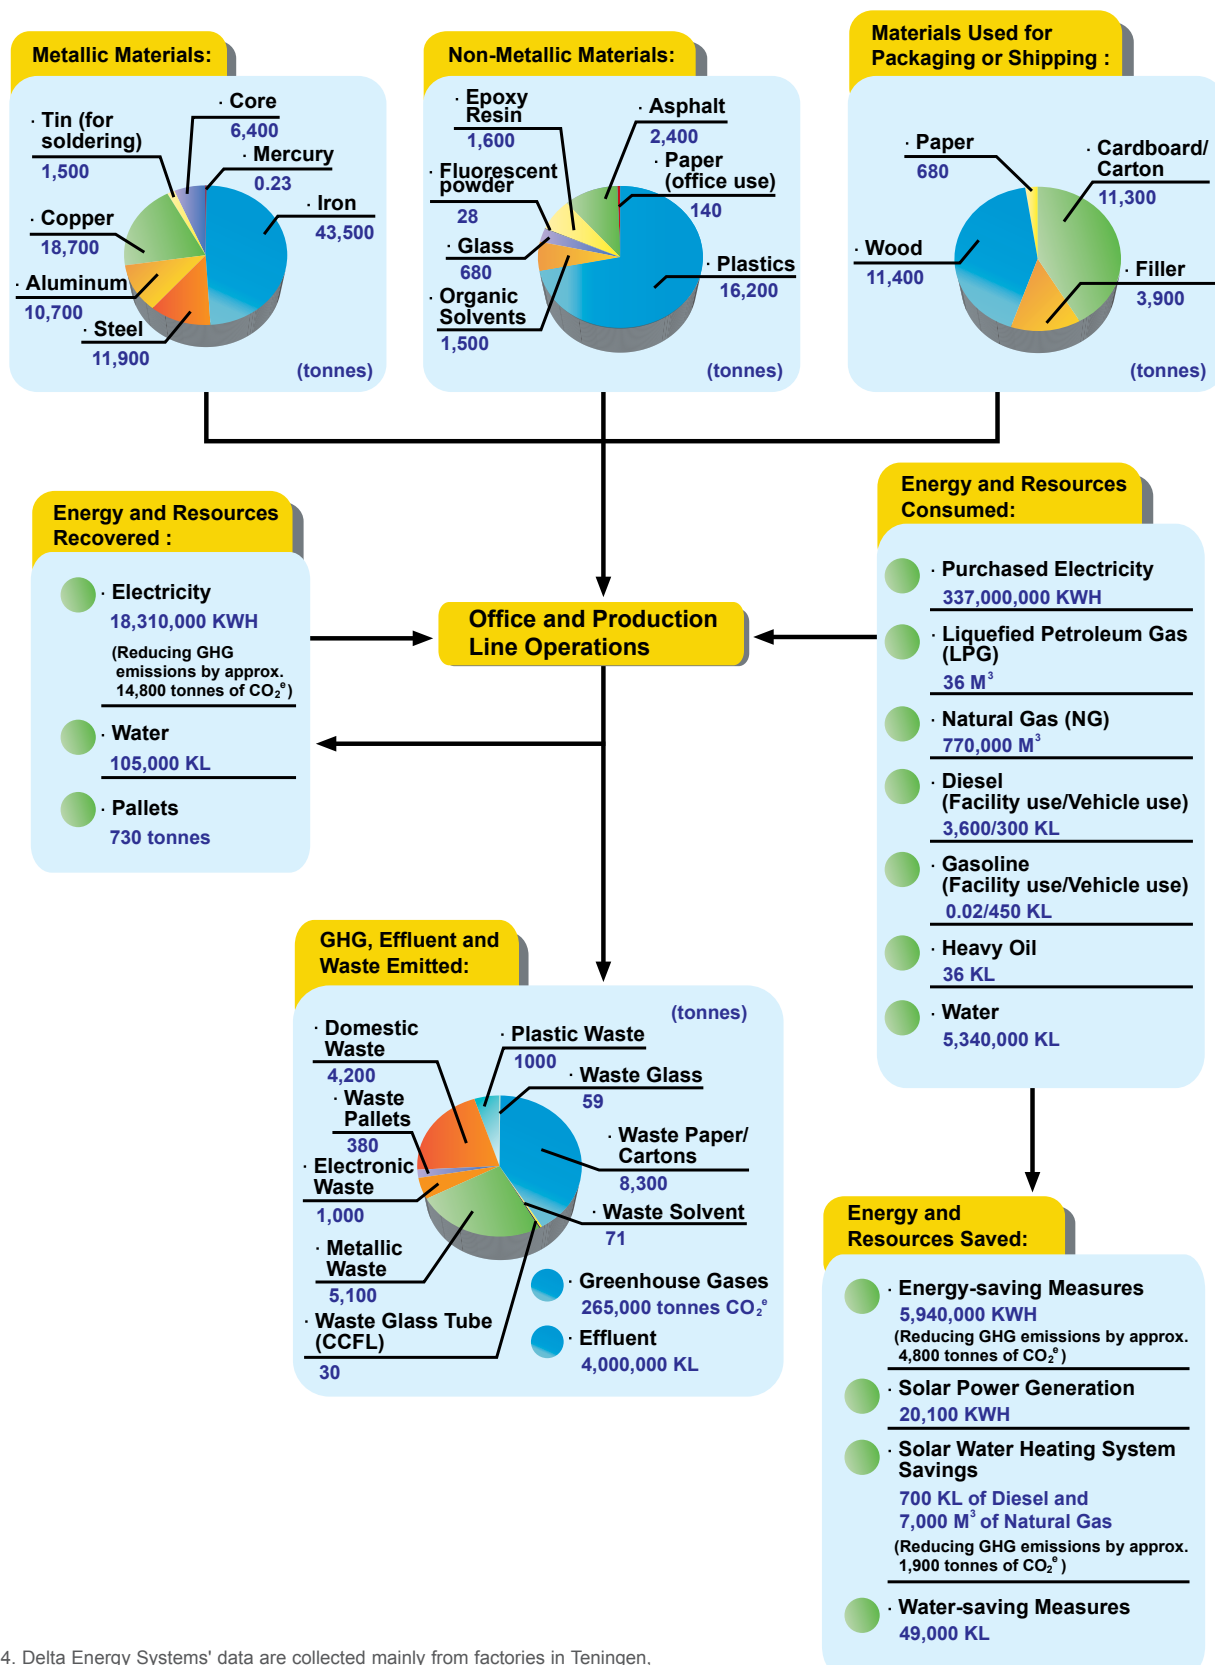 Metallic Materials:
· Core
6,400
· Tin (for
soldering)
1,500
· Mercury
0.23
· Iron
43,500
· Copper
18,700
· Aluminum
10,700
· Steel
11,900
(tonnes)
Non-Metallic Materials:
· Epoxy
Resin
1,600
· Asphalt
2,400
· Fluorescent
powder
28
· Paper
(office use)
140
· Glass
680
· Plastics
16,200
· Organic
Solvents
1,500
(tonnes)
Materials Used for
Packaging or Shipping :
· Paper
680
· Cardboard/
Carton
11,300
· Wood
11,400
· Filler
3,900
(tonnes)
Energy and Resources
Recovered :
· Electricity
18,310,000 KWH
(Reducing GHG
emissions by approx.
14,800 tonnes of CO₂ᵉ)
· Water
105,000 KL
· Pallets
730 tonnes
Office and Production
Line Operations
Energy and Resources
Consumed:
· Purchased Electricity
337,000,000 KWH
· Liquefied Petroleum Gas
(LPG)
36 M³
· Natural Gas (NG)
770,000 M³
· Diesel
(Facility use/Vehicle use)
3,600/300 KL
· Gasoline
(Facility use/Vehicle use)
0.02/450 KL
· Heavy Oil
36 KL
· Water
5,340,000 KL
GHG, Effluent and
Waste Emitted:
(tonnes)
· Domestic
Waste
4,200
· Plastic Waste
1000
· Waste Glass
59
· Waste
Pallets
380
· Waste Paper/
Cartons
8,300
· Electronic
Waste
1,000
· Waste Solvent
71
· Metallic
Waste
5,100
· Waste Glass Tube
(CCFL)
30
· Greenhouse Gases
265,000 tonnes CO₂ᵉ
· Effluent
4,000,000 KL
Energy and
Resources Saved:
· Energy-saving Measures
5,940,000 KWH
(Reducing GHG emissions by approx.
4,800 tonnes of CO₂ᵉ)
· Solar Power Generation
20,100 KWH
· Solar Water Heating System
Savings
700 KL of Diesel and
7,000 M³ of Natural Gas
(Reducing GHG emissions by approx.
1,900 tonnes of CO₂ᵉ )
· Water-saving Measures
49,000 KL
4. Delta Energy Systems' data are collected mainly from factories in Teningen,